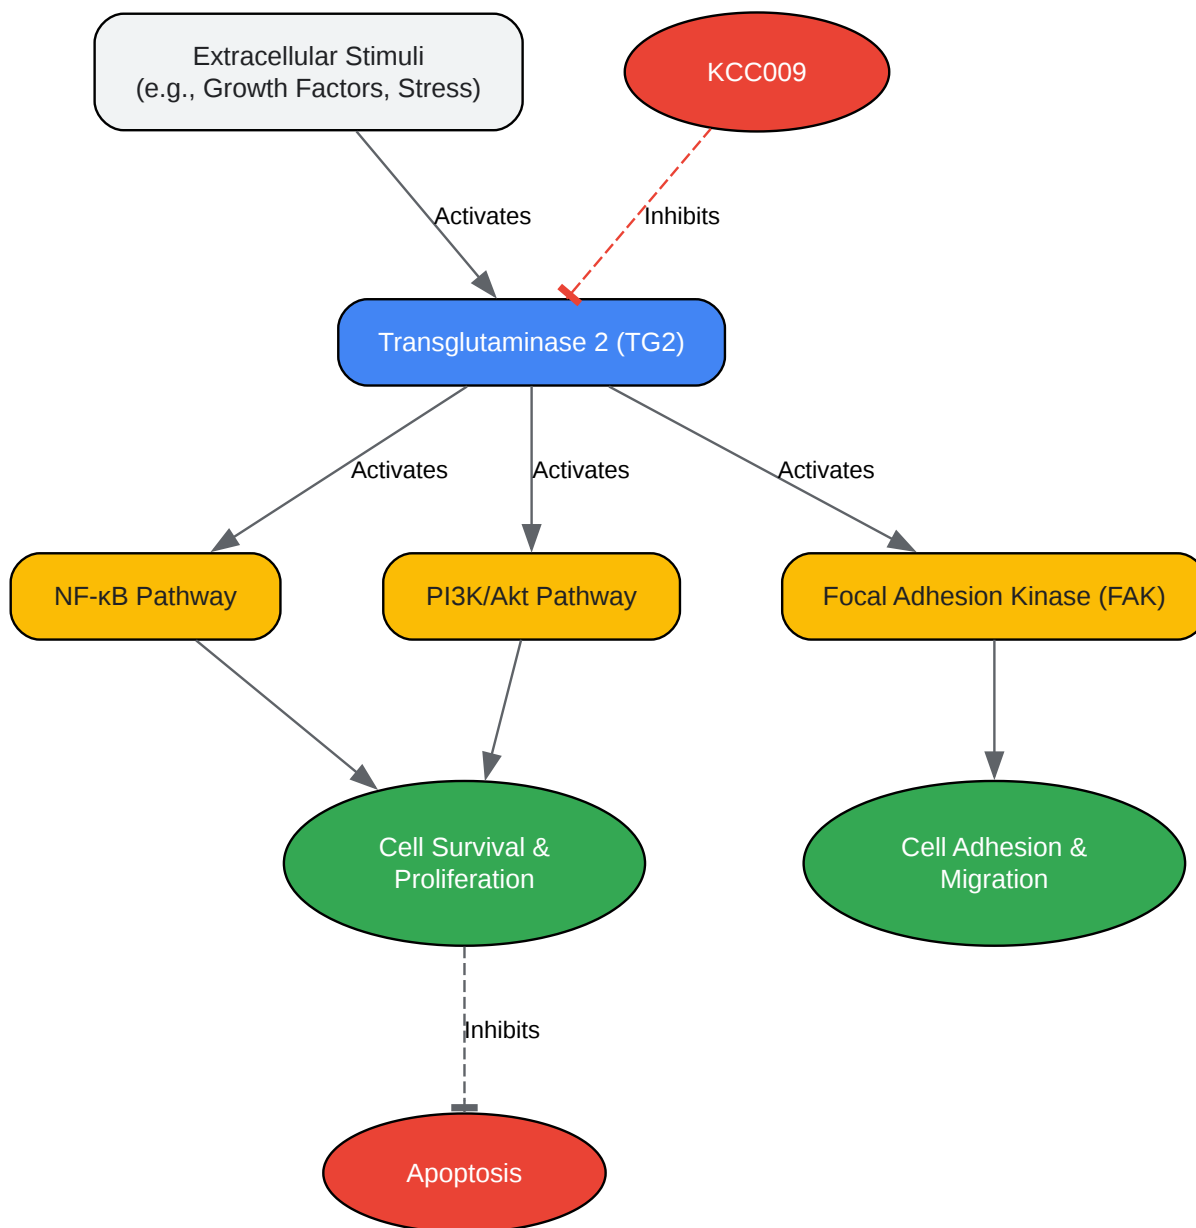 Extracellular Stimuli
(e.g., Growth Factors, Stress)
KCC009
Activates
Inhibits
Transglutaminase 2 (TG2)
Activates
Activates
Activates
NF-κB Pathway
PI3K/Akt Pathway
Focal Adhesion Kinase (FAK)
Cell Survival &
Proliferation
Cell Adhesion &
Migration
Inhibits
Apoptosis